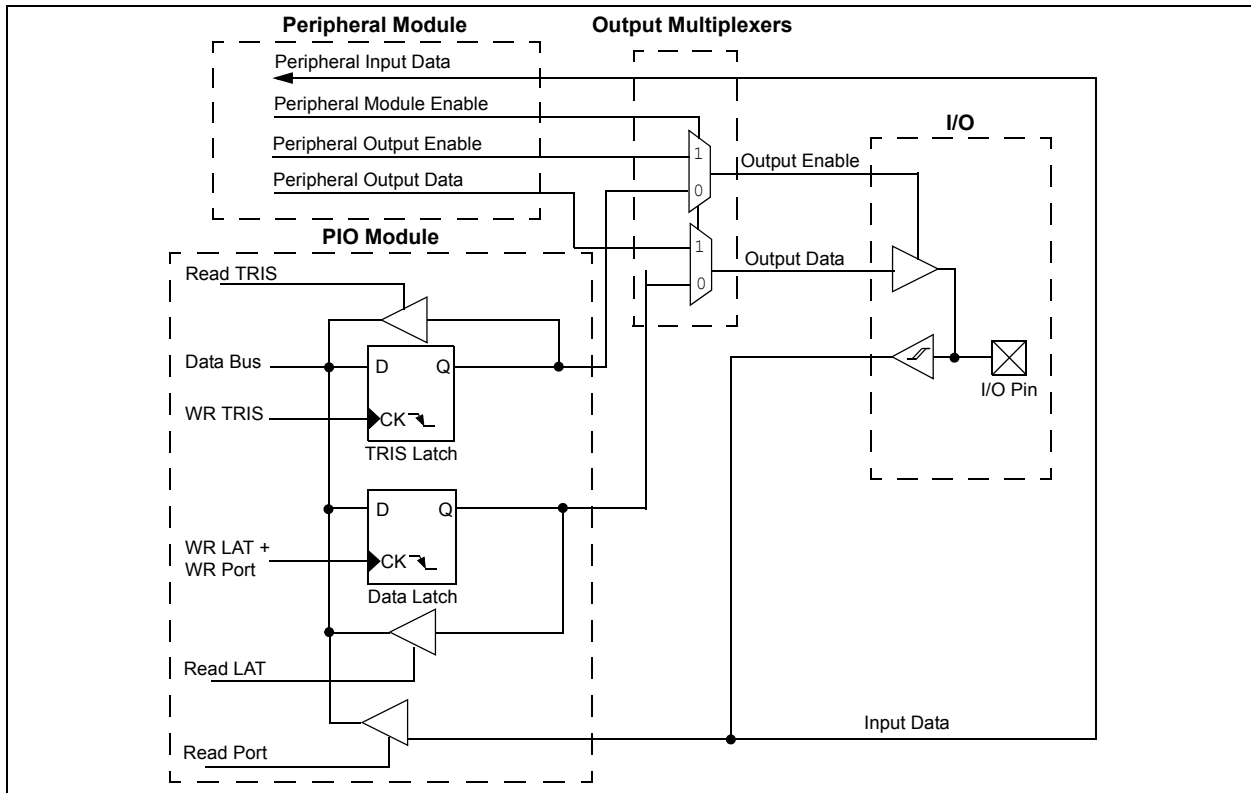 Peripheral Module
Output Multiplexers
Peripheral Input Data
Peripheral Module Enable
Peripheral Output Enable
Peripheral Output Data
1
0
Output Enable
I/O
1
0
Output Data
PIO Module
Read TRIS
Data Bus
D
Q
WR TRIS
CK
TRIS Latch
I/O Pin
D
Q
WR LAT +
WR Port
CK
Data Latch
Read LAT
Input Data
Read Port